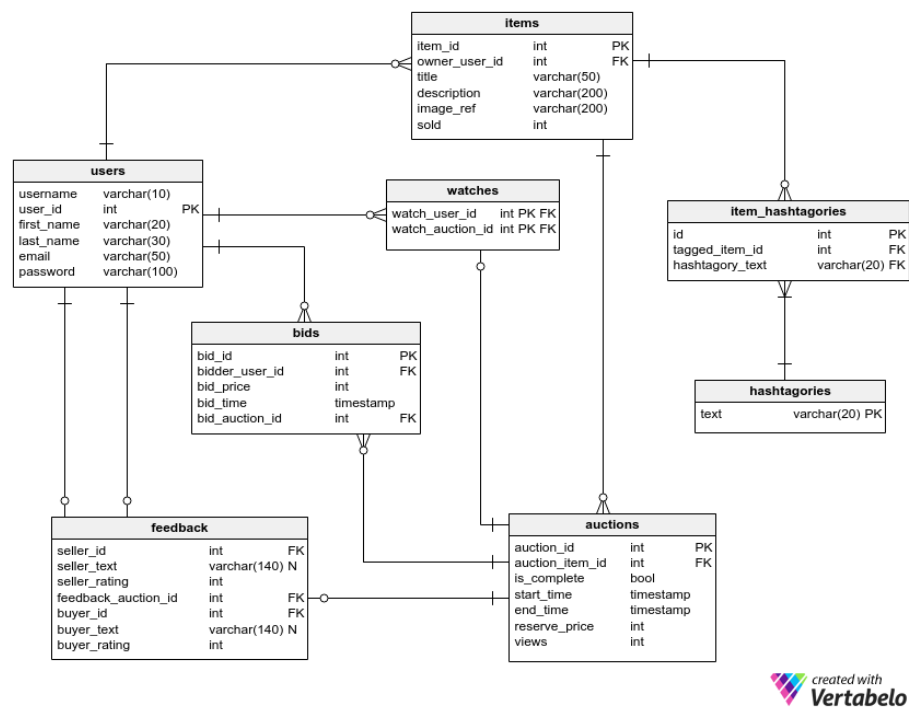 items
item_id int PK
owner_user_id int FK
title varchar(50)
description varchar(200)
image_ref varchar(200)
sold int
users
username varchar(10)
user_id int PK
first_name varchar(20)
last_name varchar(30)
email varchar(50)
password varchar(100)
watches
watch_user_id int PK FK
watch_auction_id int PK FK
item_hashtagories
id int PK
tagged_item_id int FK
hashtagory_text varchar(20) FK
bids
bid_id int PK
bidder_user_id int FK
bid_price int
bid_time timestamp
bid_auction_id int FK
hashtagories
text varchar(20) PK
feedback
seller_id int FK
seller_text varchar(140) N
seller_rating int
feedback_auction_id int FK
buyer_id int FK
buyer_text varchar(140) N
buyer_rating int
auctions
auction_id int PK
auction_item_id int FK
is_complete bool
start_time timestamp
end_time timestamp
reserve_price int
views int
created with
Vertabelo